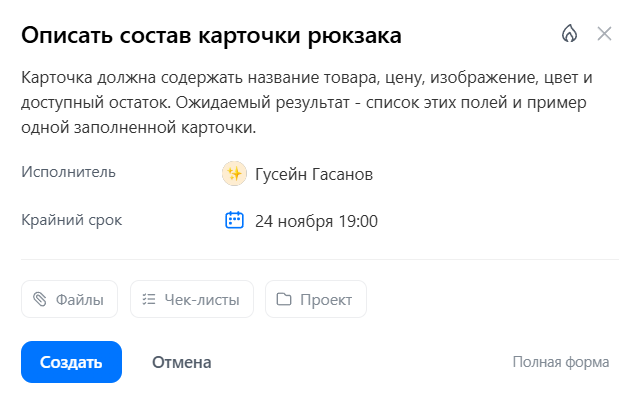 Описать состав карточки рюкзака
Карточка должна содержать название товара, цену, изображение, цвет и
доступный остаток. Ожидаемый результат - список этих полей и пример
одной заполненной карточки.
Исполнитель
Гусейн Гасанов
Крайний срок
24 ноября 19:00
Файлы
Чек-листы
Проект
Создать
Отмена
Полная форма